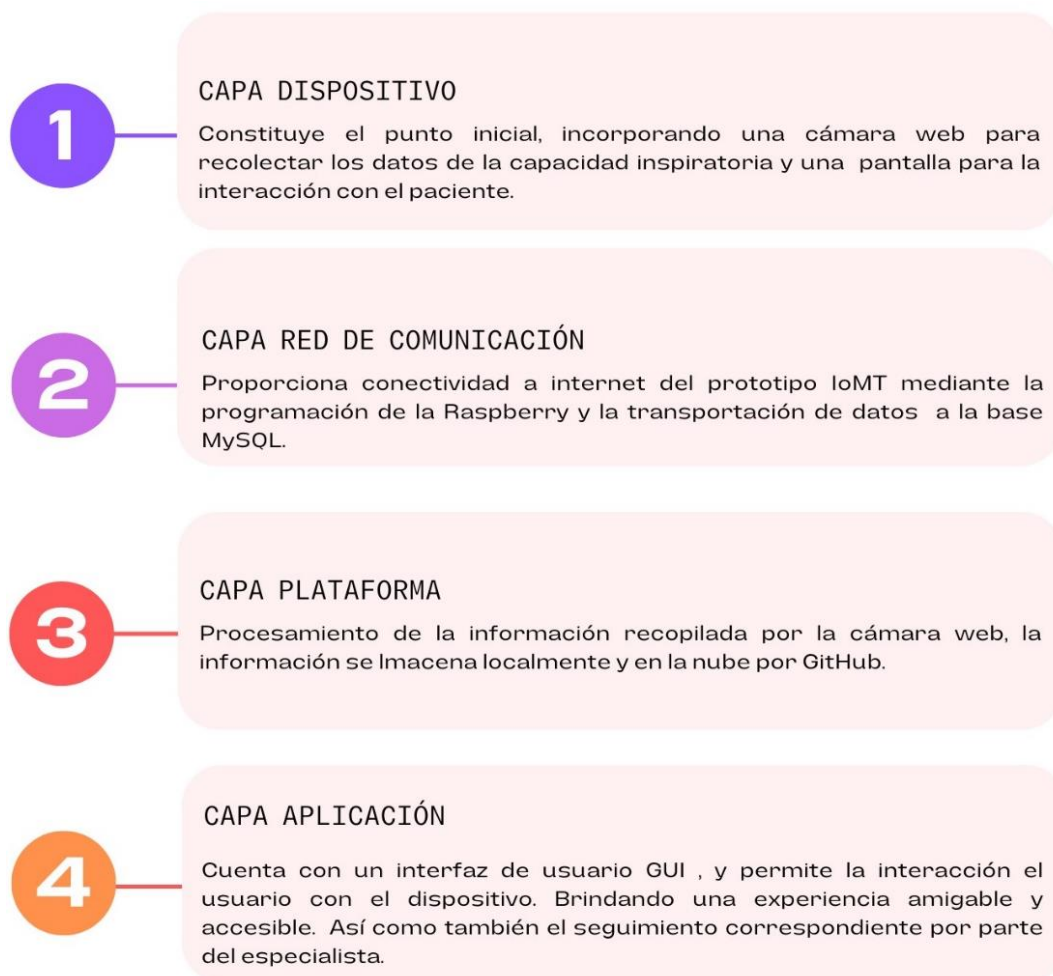 1
CAPA DISPOSITIVO
Constituye el punto inicial, incorporando una cámara web para
recolectar los datos de la capacidad inspiratoria y una pantalla para la
interacción con el paciente.
2
CAPA RED DE COMUNICACIÓN
Proporciona conectividad a internet del prototipo IoMT mediante la
programación de la Raspberry y la transportación de datos a la base
MySQL.
3
CAPA PLATAFORMA
Procesamiento de la información recopilada por la cámara web, la
información se lmacena localmente y en la nube por GitHub.
4
CAPA APLICACIÓN
Cuenta con un interfaz de usuario GUI , y permite la interacción el
usuario con el dispositivo. Brindando una experiencia amigable y
accesible. Así como también el seguimiento correspondiente por parte
del especialista.